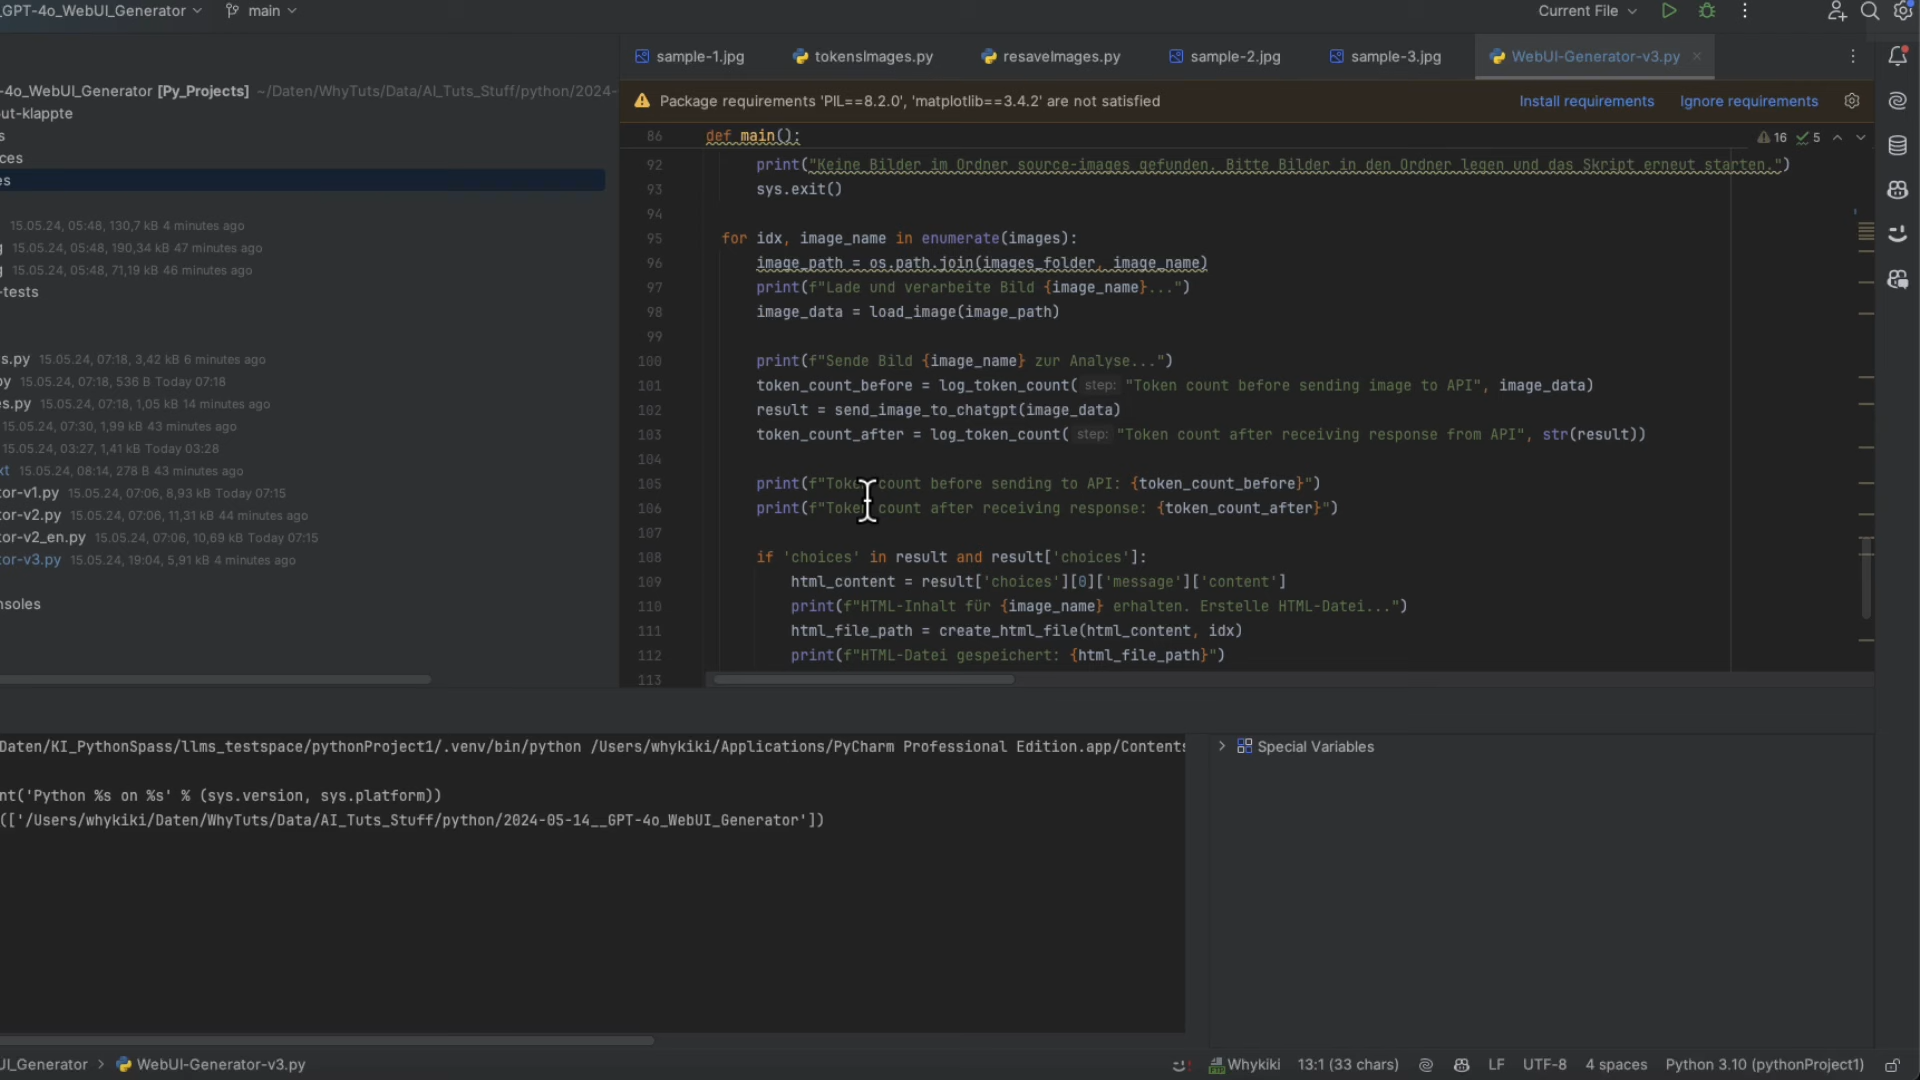 _GPT-4o_WebUI_Generator
main
Current File
sample-1.jpg
tokensImages.py
resaveImages.py
sample-2.jpg
sample-3.jpg
WebUI-Generator-v3.py
-4o_WebUI_Generator [Py_Projects] ~/Daten/WhyTuts/Data/AI_Tuts_Stuff/python/2024-
ut-klappte
s
ces
es
15.05.24, 05:48, 130,7 kB 4 minutes ago
g 15.05.24, 05:48, 190,34 kB 47 minutes ago
g 15.05.24, 05:48, 71,19 kB 46 minutes ago
-tests
s.py 15.05.24, 07:18, 3,42 kB 6 minutes ago
py 15.05.24, 07:18, 536 B Today 07:18
es.py 15.05.24, 07:18, 1,05 kB 14 minutes ago
15.05.24, 07:30, 1,99 kB 43 minutes ago
15.05.24, 03:27, 1,41 kB Today 03:28
xt 15.05.24, 08:14, 278 B 43 minutes ago
tor-v1.py 15.05.24, 07:06, 8,93 kB Today 07:15
tor-v2.py 15.05.24, 07:06, 11,31 kB 44 minutes ago
tor-v2_en.py 15.05.24, 07:06, 10,69 kB Today 07:15
tor-v3.py 15.05.24, 19:04, 5,91 kB 4 minutes ago
nsoles
Package requirements 'PIL==8.2.0', 'matplotlib==3.4.2' are not satisfied
Install requirements
Ignore requirements
86 def main():
16 5
92 print("Keine Bilder im Ordner source-images gefunden. Bitte Bilder in den Ordner legen und das Skript erneut starten.")
93 sys.exit()
94
95 for idx, image_name in enumerate(images):
96 image_path = os.path.join(images_folder, image_name)
97 print(f"Lade und verarbeite Bild {image_name}...")
98 image_data = load_image(image_path)
99
100 print(f"Sende Bild {image_name} zur Analyse...")
101 token_count_before = log_token_count( step: "Token count before sending image to API", image_data)
102 result = send_image_to_chatgpt(image_data)
103 token_count_after = log_token_count( step: "Token count after receiving response from API", str(result))
104
105 print(f"Token count before sending to API: {token_count_before}")
106 print(f"Token count after receiving response: {token_count_after}")
107
108 if 'choices' in result and result['choices']:
109 html_content = result['choices'][0]['message']['content']
110 print(f"HTML-Inhalt für {image_name} erhalten. Erstelle HTML-Datei...")
111 html_file_path = create_html_file(html_content, idx)
112 print(f"HTML-Datei gespeichert: {html_file_path}")
113
Daten/KI_PythonSpass/llms_testspace/pythonProject1/.venv/bin/python /Users/whykiki/Applications/PyCharm Professional Edition.app/Contents
nt('Python %s on %s' % (sys.version, sys.platform))
(['/Users/whykiki/Daten/WhyTuts/Data/AI_Tuts_Stuff/python/2024-05-14__GPT-4o_WebUI_Generator'])
Special Variables
UI_Generator > WebUI-Generator-v3.py
Whykiki
13:1 (33 chars)
LF
UTF-8
4 spaces
Python 3.10 (pythonProject1)